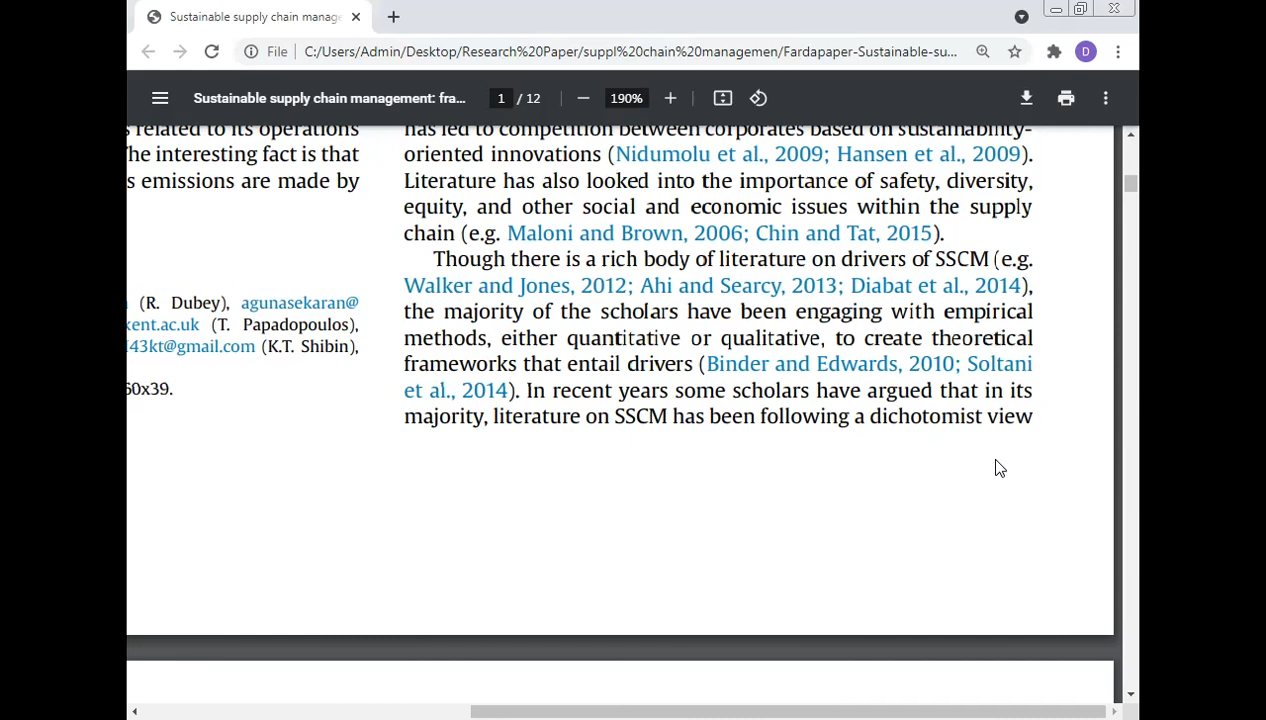 Sustainable supply chain manage
File C:/Users/Admin/Desktop/Research%20Paper/suppl%20chain%20managemen/Fardapaper-Sustainable-su...
D
Sustainable supply chain management: fra...
1 / 12
190%
related to its operations
he interesting fact is that
s emissions are made by
(R. Dubey), agunasekaran@
kent.ac.uk (T. Papadopoulos),
43kt@gmail.com (K.T. Shibin),
60x39.
has led to competition between corporates based on sustainability-
oriented innovations (Nidumolu et al., 2009; Hansen et al., 2009).
Literature has also looked into the importance of safety, diversity,
equity, and other social and economic issues within the supply
chain (e.g. Maloni and Brown, 2006; Chin and Tat, 2015).
Though there is a rich body of literature on drivers of SSCM (e.g.
Walker and Jones, 2012; Ahi and Searcy, 2013; Diabat et al., 2014),
the majority of the scholars have been engaging with empirical
methods, either quantitative or qualitative, to create theoretical
frameworks that entail drivers (Binder and Edwards, 2010; Soltani
et al., 2014). In recent years some scholars have argued that in its
majority, literature on SSCM has been following a dichotomist view